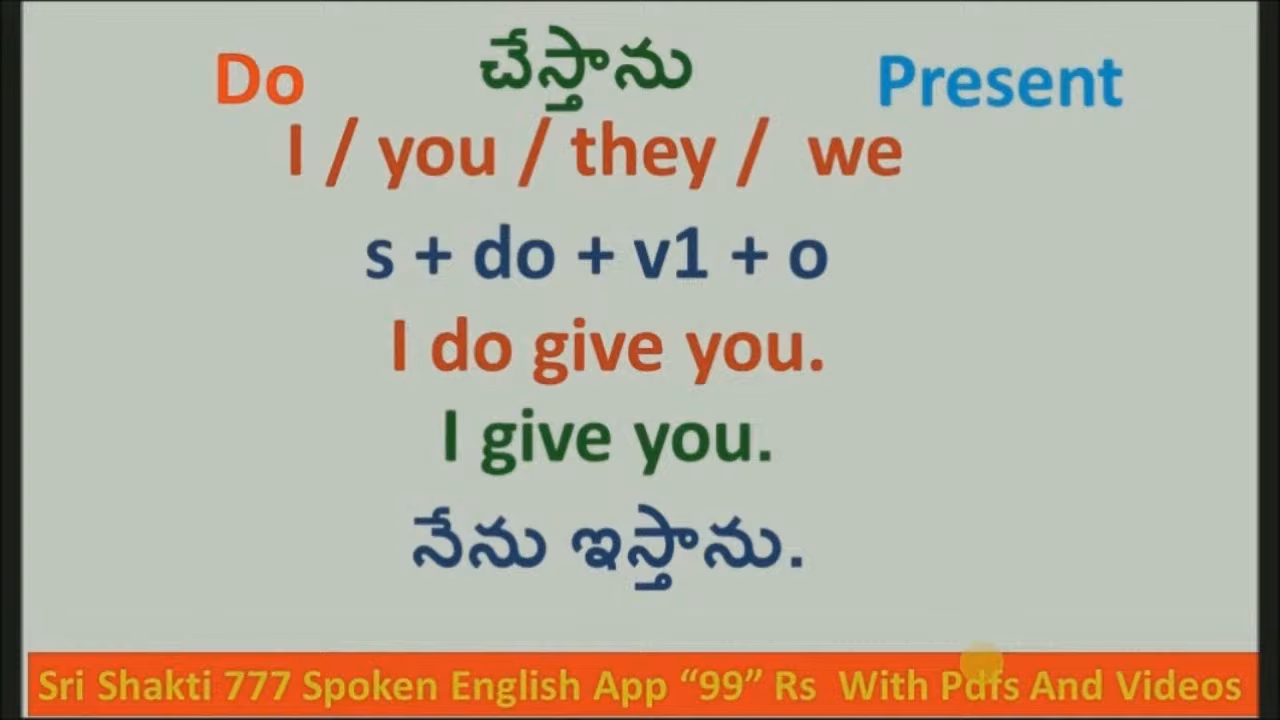 Do చేస్తాను Present
I / you / they / we
s + do + v1 + o
I do give you.
I give you.
నేను ఇస్తాను.
Sri Shakti 777 Spoken English App “99” Rs With Pdfs And Videos